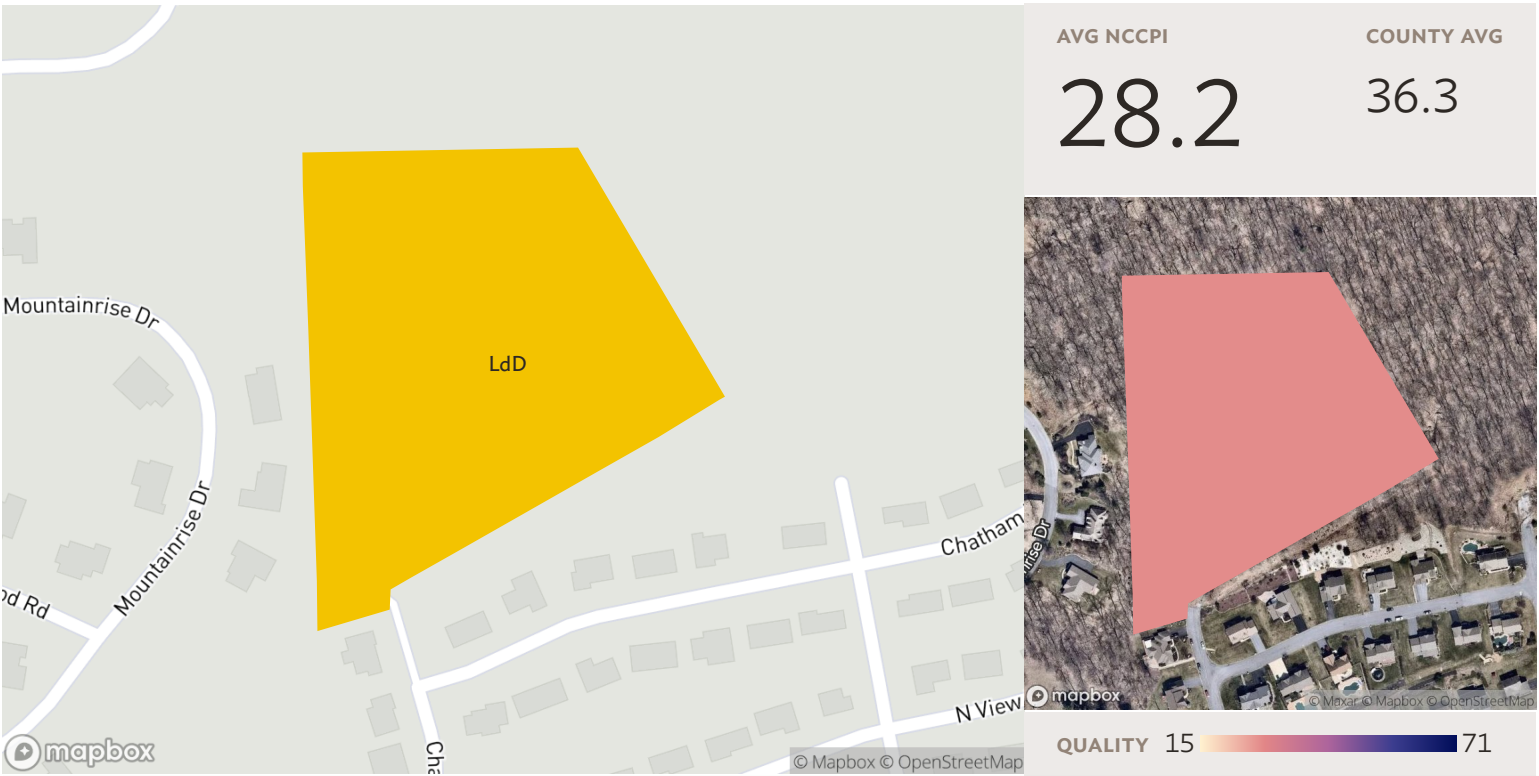 AVG NCCPI
COUNTY AVG
28.2
36.3
Mountainrise Dr
LdD
Mountainrise Dr
od Rd
Chatham
N View
Cha
mapbox
© Mapbox © OpenStreetMap
rise Dr
mapbox
© Maxar © Mapbox © OpenStreetMap
QUALITY 15 71